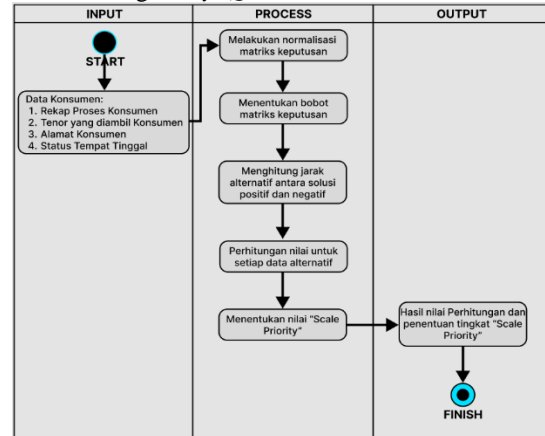 INPUT
PROCESS
OUTPUT
START
Data Konsumen:
1. Rekap Proses Konsumen
2. Tenor yang diambil Konsumen
3. Alamat Konsumen
4. Status Tempat Tinggal
Melakukan normalisasi
matriks keputusan
Menentukan bobot
matriks keputusan
Menghitung jarak
alternatif antara solusi
positif dan negatif
Perhitungan nilai untuk
setiap data alternatif
Menentukan nilai "Scale
Priority"
Hasil nilai Perhitungan dan
penentuan tingkat "Scale
Priority"
FINISH